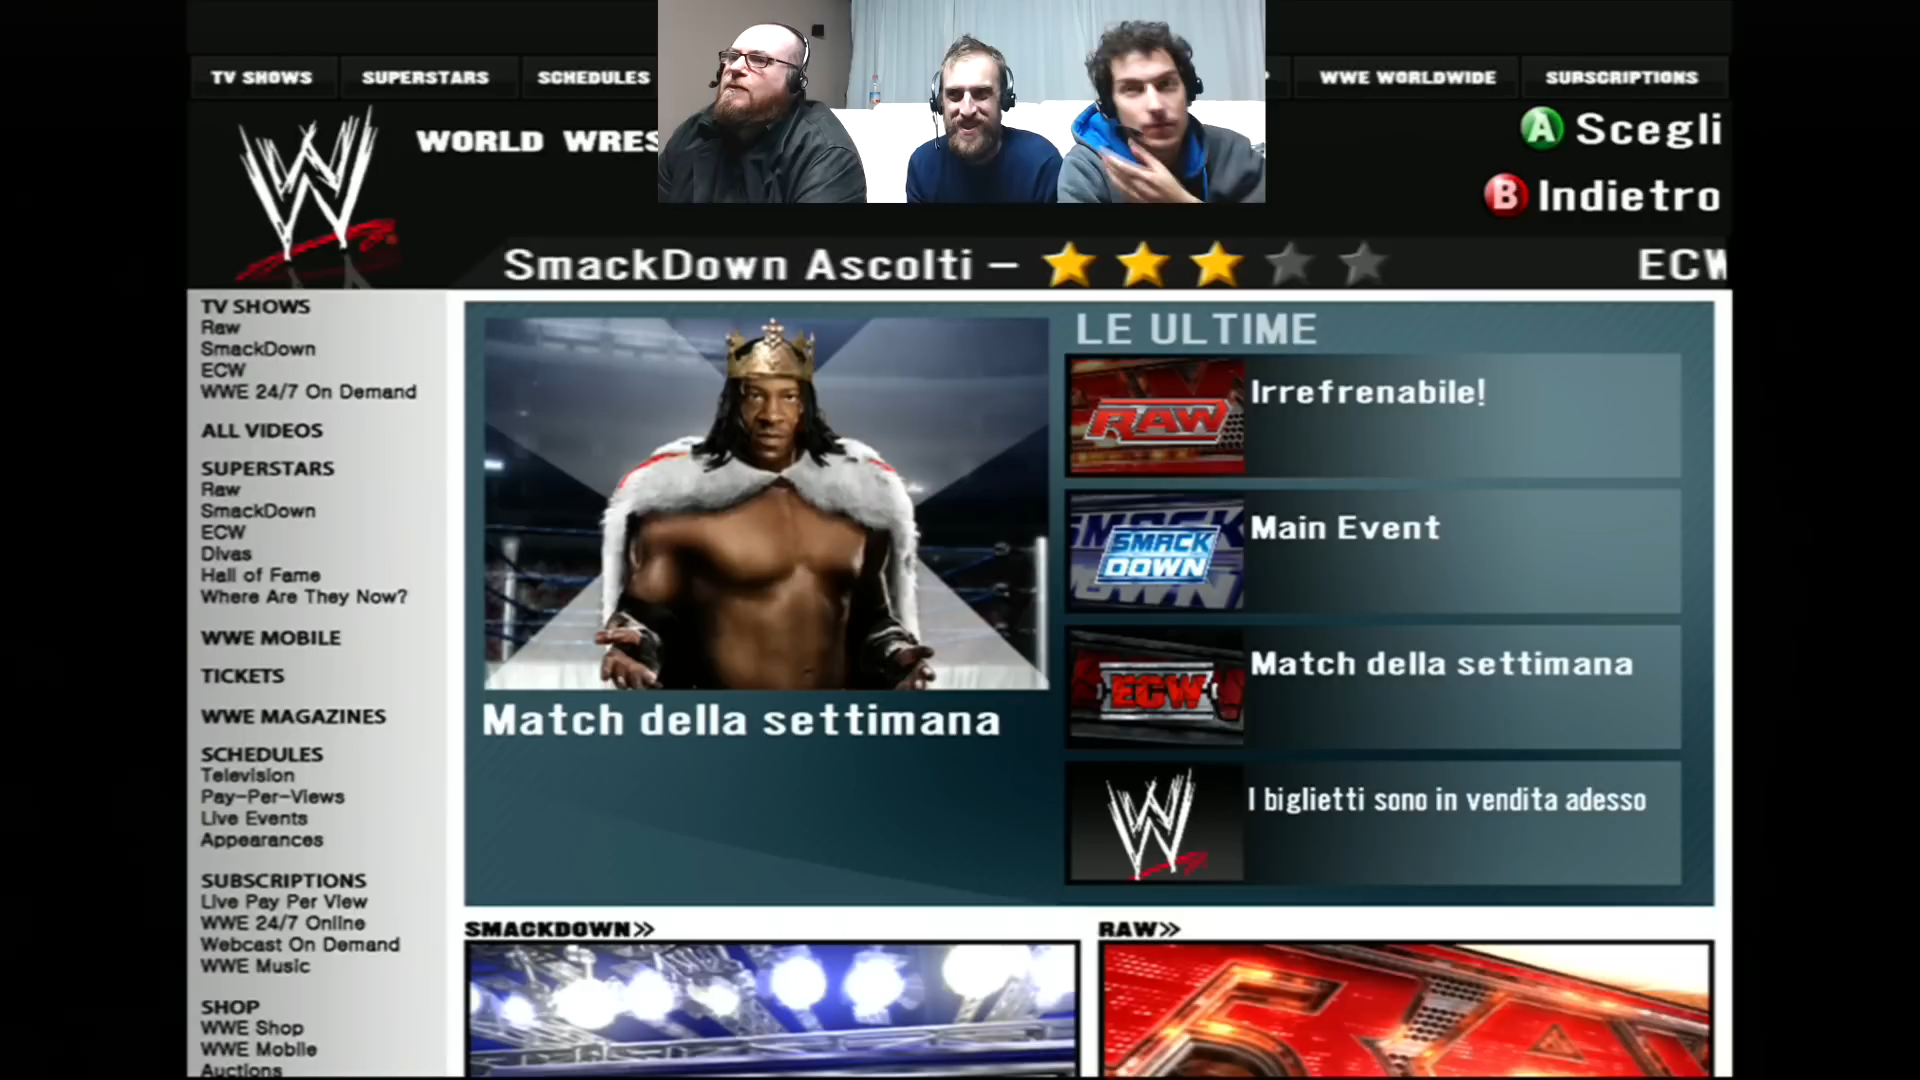 TV SHOWS
SUPERSTARS
SCHEDULES
WWE WORLDWIDE
SUBSCRIPTIONS
WORLD WRES
A Scegli
B Indietro
SmackDown Ascolti –
ECW
TV SHOWS
Raw
SmackDown
ECW
WWE 24/7 On Demand
ALL VIDEOS
SUPERSTARS
Raw
SmackDown
ECW
Divas
Hall of Fame
Where Are They Now?
WWE MOBILE
TICKETS
WWE MAGAZINES
SCHEDULES
Television
Pay-Per-Views
Live Events
Appearances
SUBSCRIPTIONS
Live Pay Per View
WWE 24/7 Online
Webcast On Demand
WWE Music
SHOP
WWE Shop
WWE Mobile
Auctions
Match della settimana
LE ULTIME
RAW
Irrefrenabile!
SMACK
DOWN
Main Event
ECW
Match della settimana
I biglietti sono in vendita adesso
SMACKDOWN>>
RAW>>